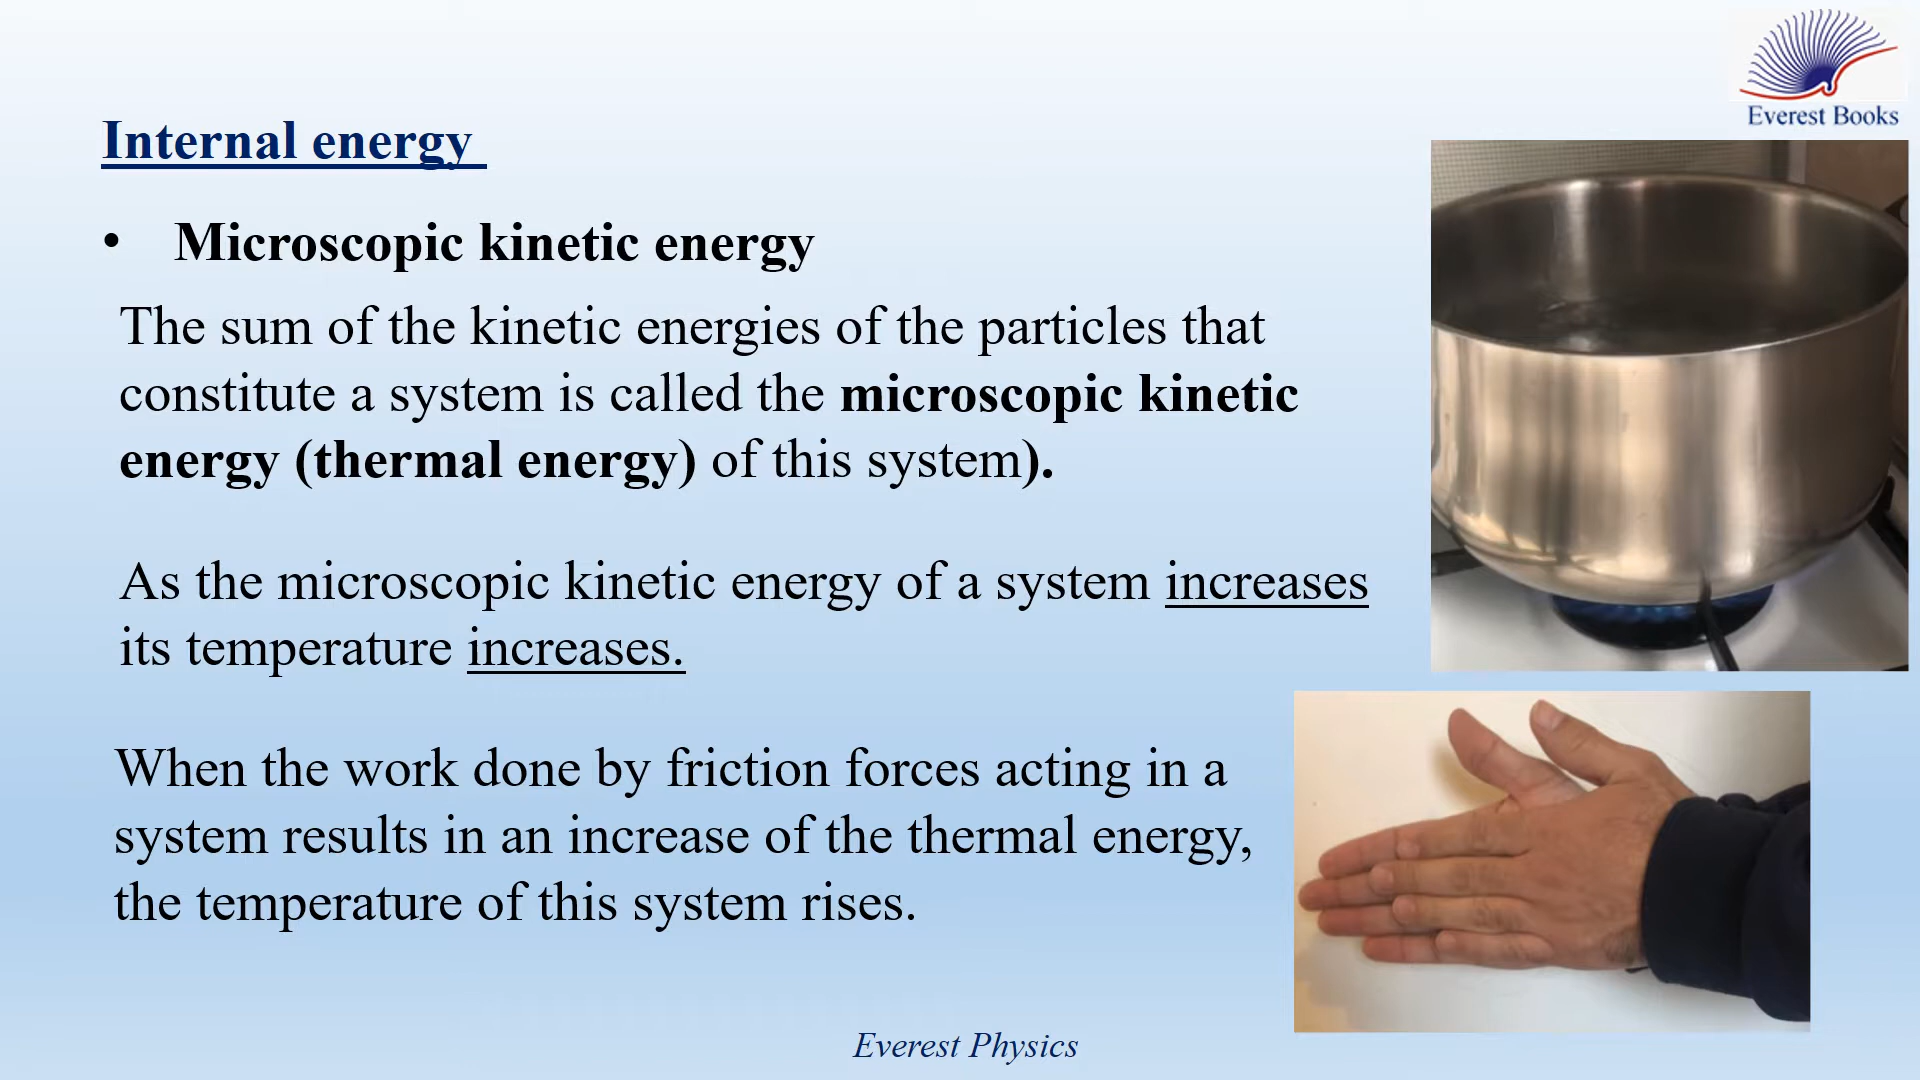 Everest Books
Internal energy
• Microscopic kinetic energy
The sum of the kinetic energies of the particles that
constitute a system is called the microscopic kinetic
energy (thermal energy) of this system).
As the microscopic kinetic energy of a system increases
its temperature increases.
When the work done by friction forces acting in a
system results in an increase of the thermal energy,
the temperature of this system rises.
Everest Physics